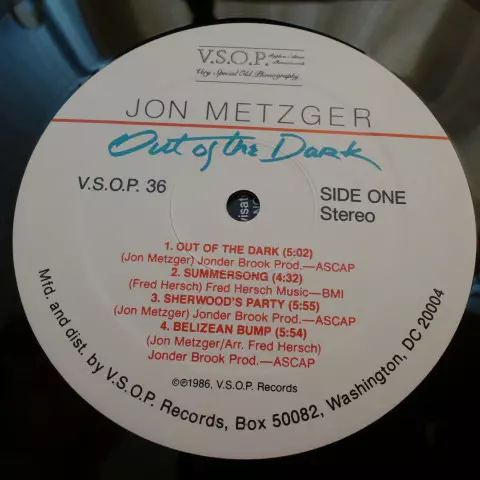 V.S.O.P.
Very Special Old Phonography
JON METZGER
Out of the Dark
V.S.O.P. 36
SIDE ONE
Stereo
1. OUT OF THE DARK (5:02)
(Jon Metzger) Jonder Brook Prod.—ASCAP
2. SUMMERSONG (4:32)
(Fred Hersch) Fred Hersch Music—BMI
3. SHERWOOD'S PARTY (5:55)
(Jon Metzger) Jonder Brook Prod.—ASCAP
4. BELIZEAN BUMP (5:54)
(Jon Metzger/Arr. Fred Hersch)
Jonder Brook Prod.—ASCAP
©℗1986, V.S.O.P. Records
Mfd. and dist. by V.S.O.P. Records, Box 50082, Washington, DC 20004